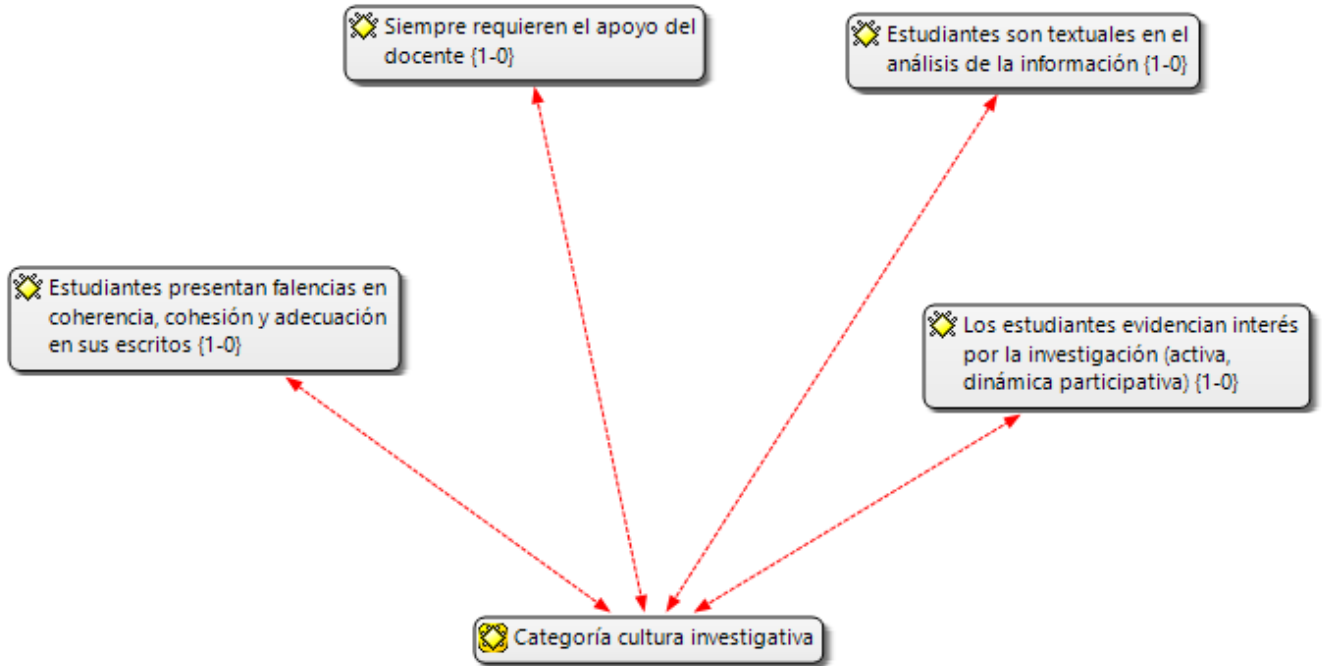 Siempre requieren el apoyo del
docente {1-0}
Estudiantes son textuales en el
análisis de la información {1-0}
Estudiantes presentan falencias en
coherencia, cohesión y adecuación
en sus escritos {1-0}
Los estudiantes evidencian interés
por la investigación (activa,
dinámica participativa) {1-0}
Categoría cultura investigativa